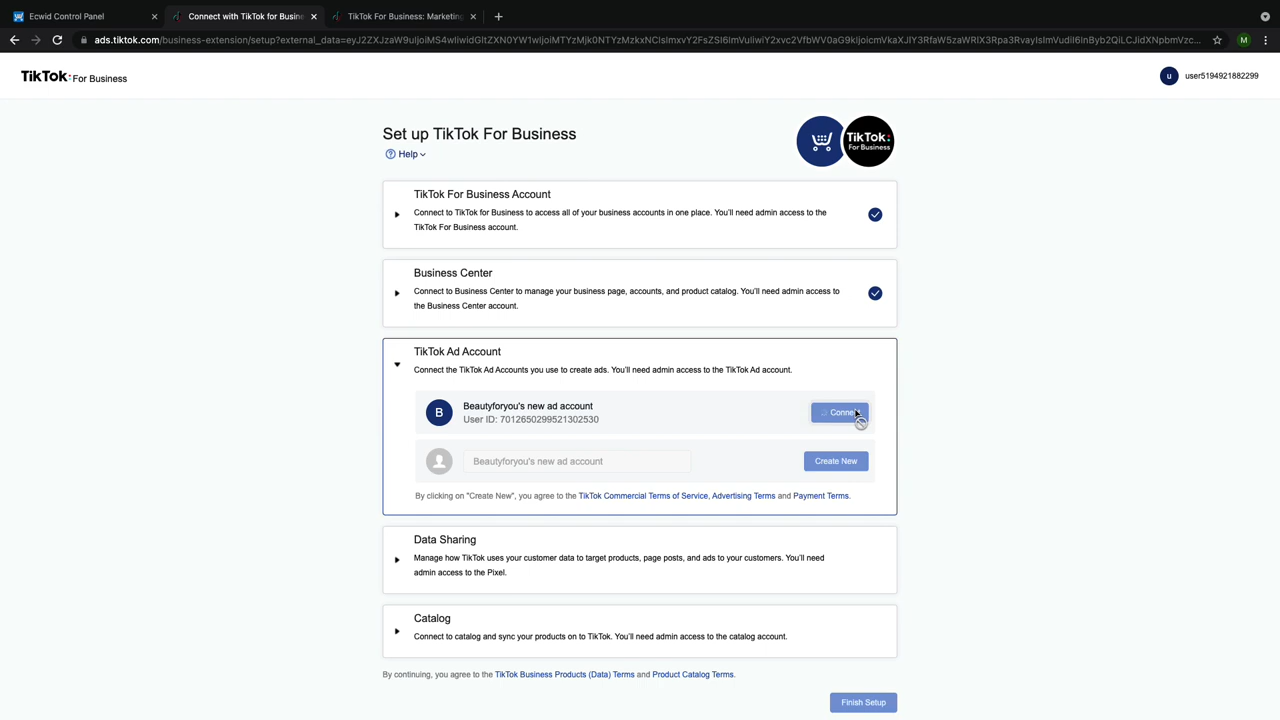 Ecwid Control Panel
Connect with TikTok for Busine
TikTok For Business: Marketing
ads.tiktok.com/business-extension/setup?external_data=
M
TikTok: For Business
u
user5194921882299
Set up TikTok For Business
Help
TikTok: For Business
TikTok For Business Account
Connect to TikTok for Business to access all of your business accounts in one place. You'll need admin access to the
TikTok For Business account.
Business Center
Connect to Business Center to manage your business page, accounts, and product catalog. You'll need admin access to
the Business Center account.
TikTok Ad Account
Connect the TikTok Ad Accounts you use to create ads. You'll need admin access to the TikTok Ad account.
B
Beautyforyou's new ad account
User ID: 7012650299521302530
Connect
Beautyforyou's new ad account
Create New
By clicking on "Create New", you agree to the TikTok Commercial Terms of Service, Advertising Terms and Payment Terms.
Data Sharing
Manage how TikTok uses your customer data to target products, page posts, and ads to your customers. You'll need
admin access to the Pixel.
Catalog
Connect to catalog and sync your products on to TikTok. You'll need admin access to the catalog account.
By continuing, you agree to the TikTok Business Products (Data) Terms and Product Catalog Terms.
Finish Setup